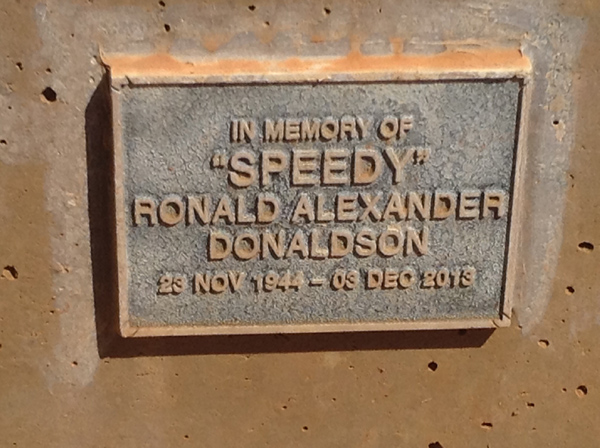 IN MEMORY OF
"SPEEDY"
RONALD ALEXANDER
DONALDSON
23 NOV 1944 - 03 DEC 2013